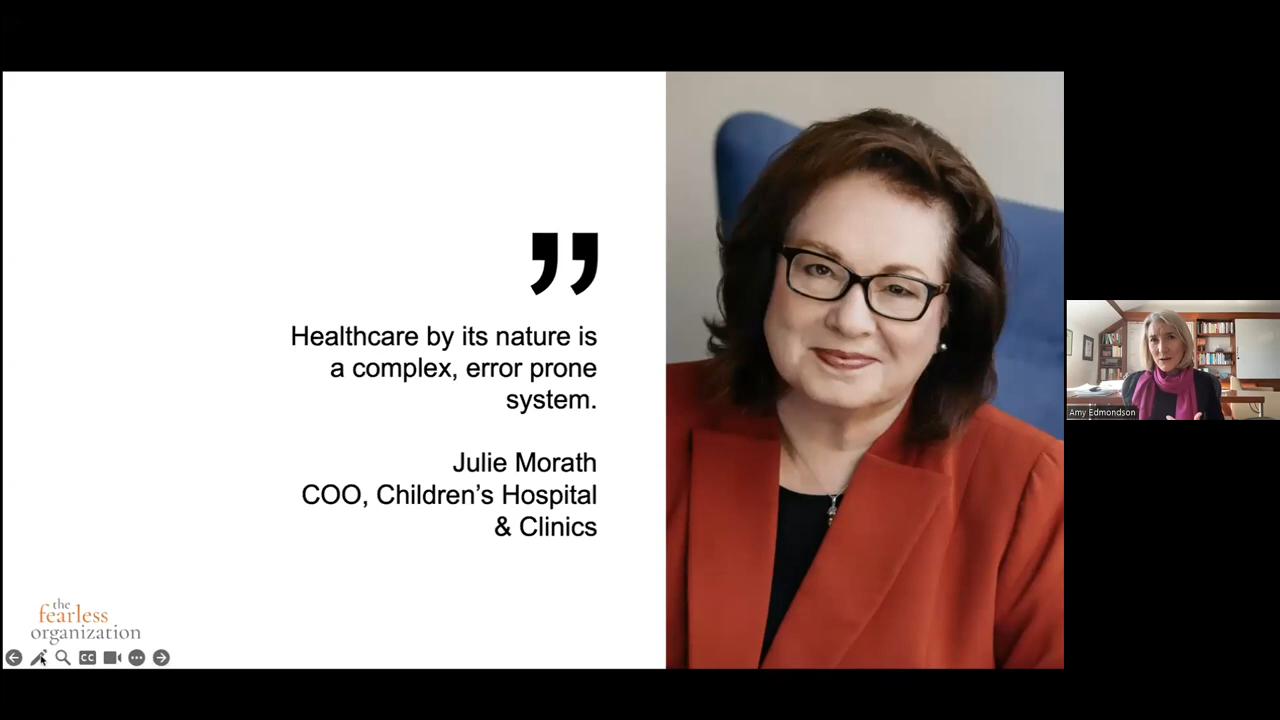 ”
Healthcare by its nature is
a complex, error prone
system.
Julie Morath
COO, Children’s Hospital
& Clinics
the
fearless
organization
CC
Amy Edmondson